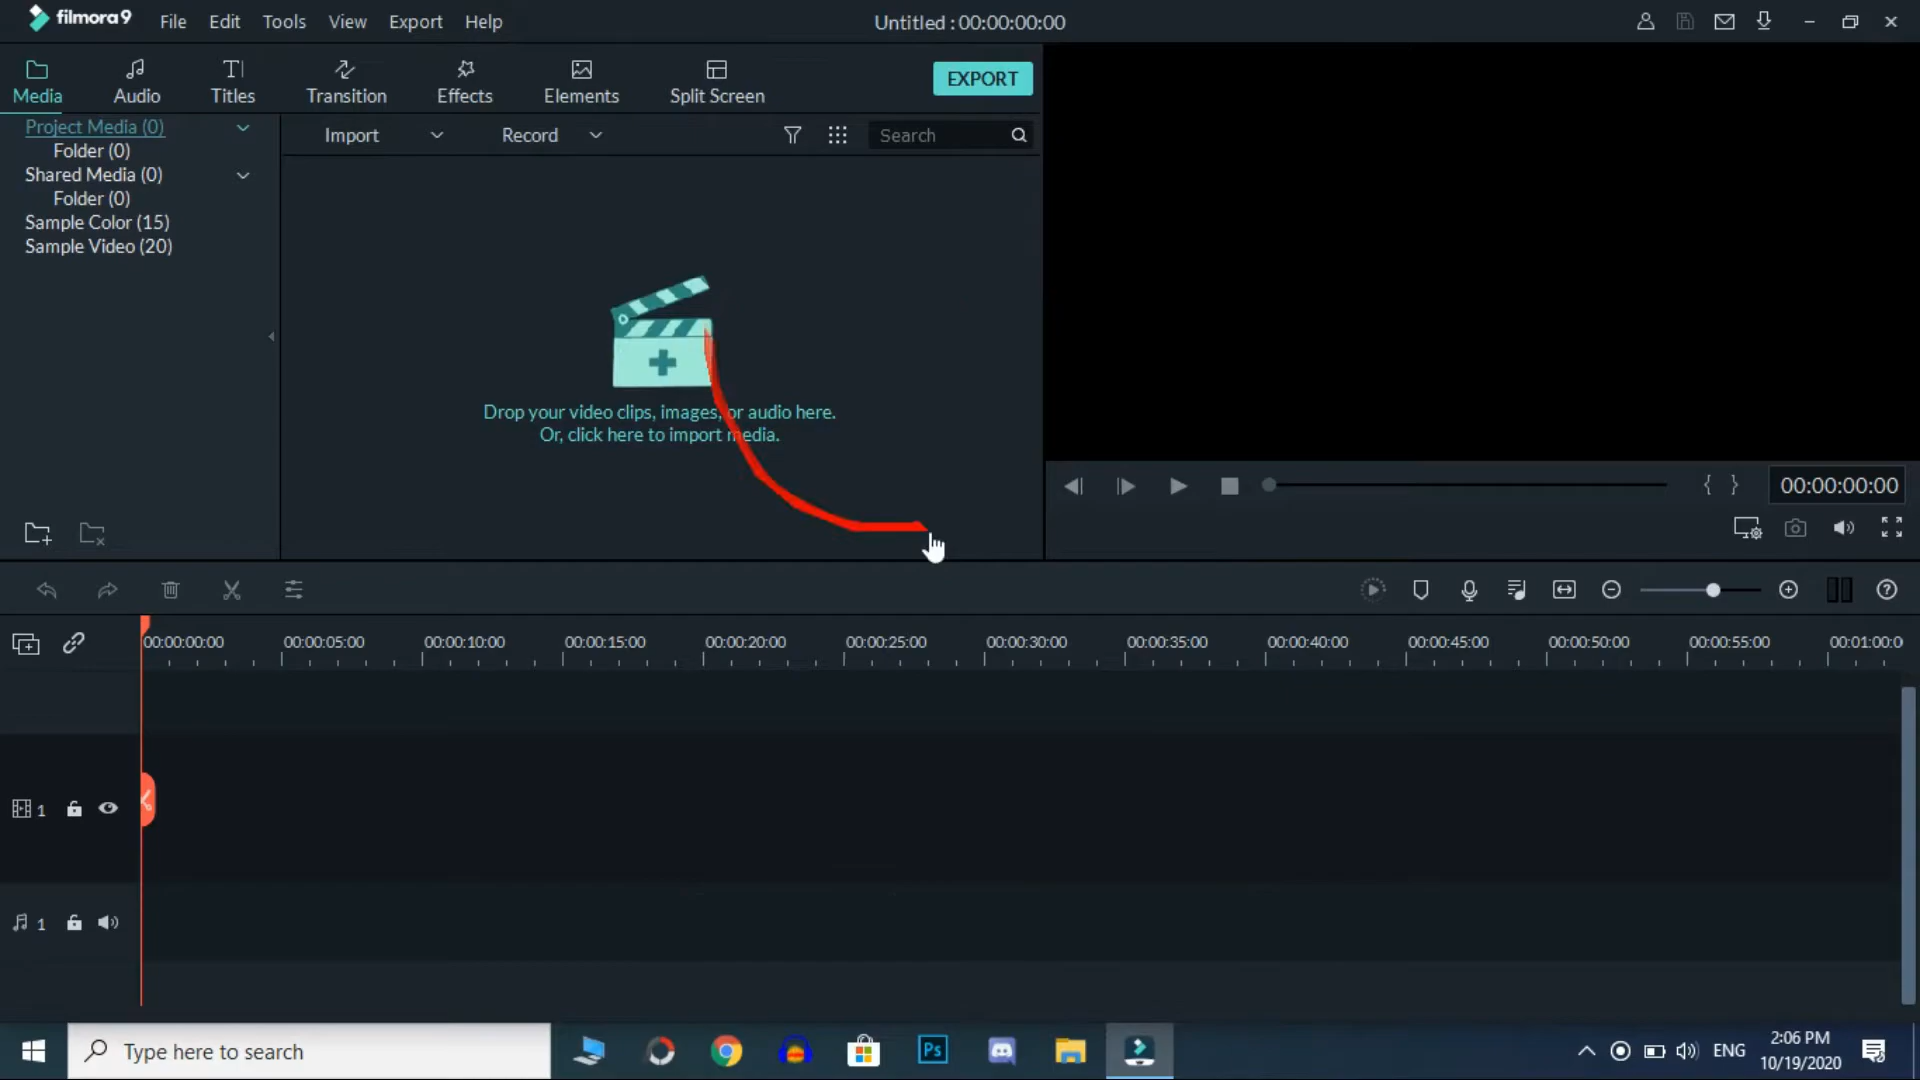 filmora9 File Edit Tools View Export Help Untitled : 00:00:00:00
Media Audio Titles Transition Effects Elements Split Screen EXPORT
Project Media (0)
Folder (0)
Shared Media (0)
Folder (0)
Sample Color (15)
Sample Video (20)
Import Record Search
Drop your video clips, images, or audio here.
Or, click here to import media.
{ } 00:00:00:00
00:00:00:00 00:00:05:00 00:00:10:00 00:00:15:00 00:00:20:00 00:00:25:00 00:00:30:00 00:00:35:00 00:00:40:00 00:00:45:00 00:00:50:00 00:00:55:00 00:01:00:0
1
1
Type here to search Ps ENG 2:06 PM
10/19/2020